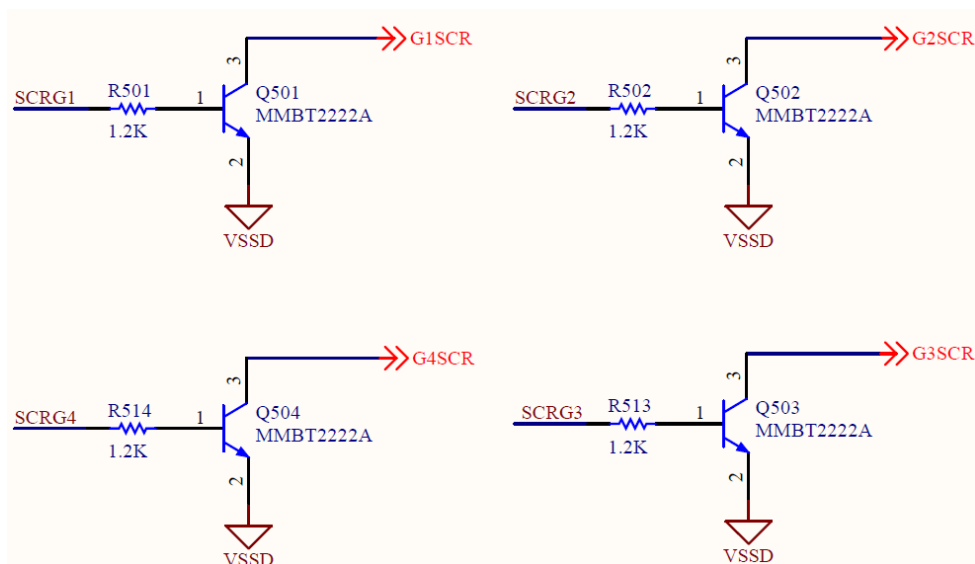 G1SCR
3
SCRG1
R501
1
Q501
1.2K
MMBT2222A
2
VSSD
G2SCR
3
SCRG2
R502
1
Q502
1.2K
MMBT2222A
2
VSSD
G4SCR
3
SCRG4
R514
1
Q504
1.2K
MMBT2222A
2
VSSD
G3SCR
3
SCRG3
R513
1
Q503
1.2K
MMBT2222A
2
VSSD